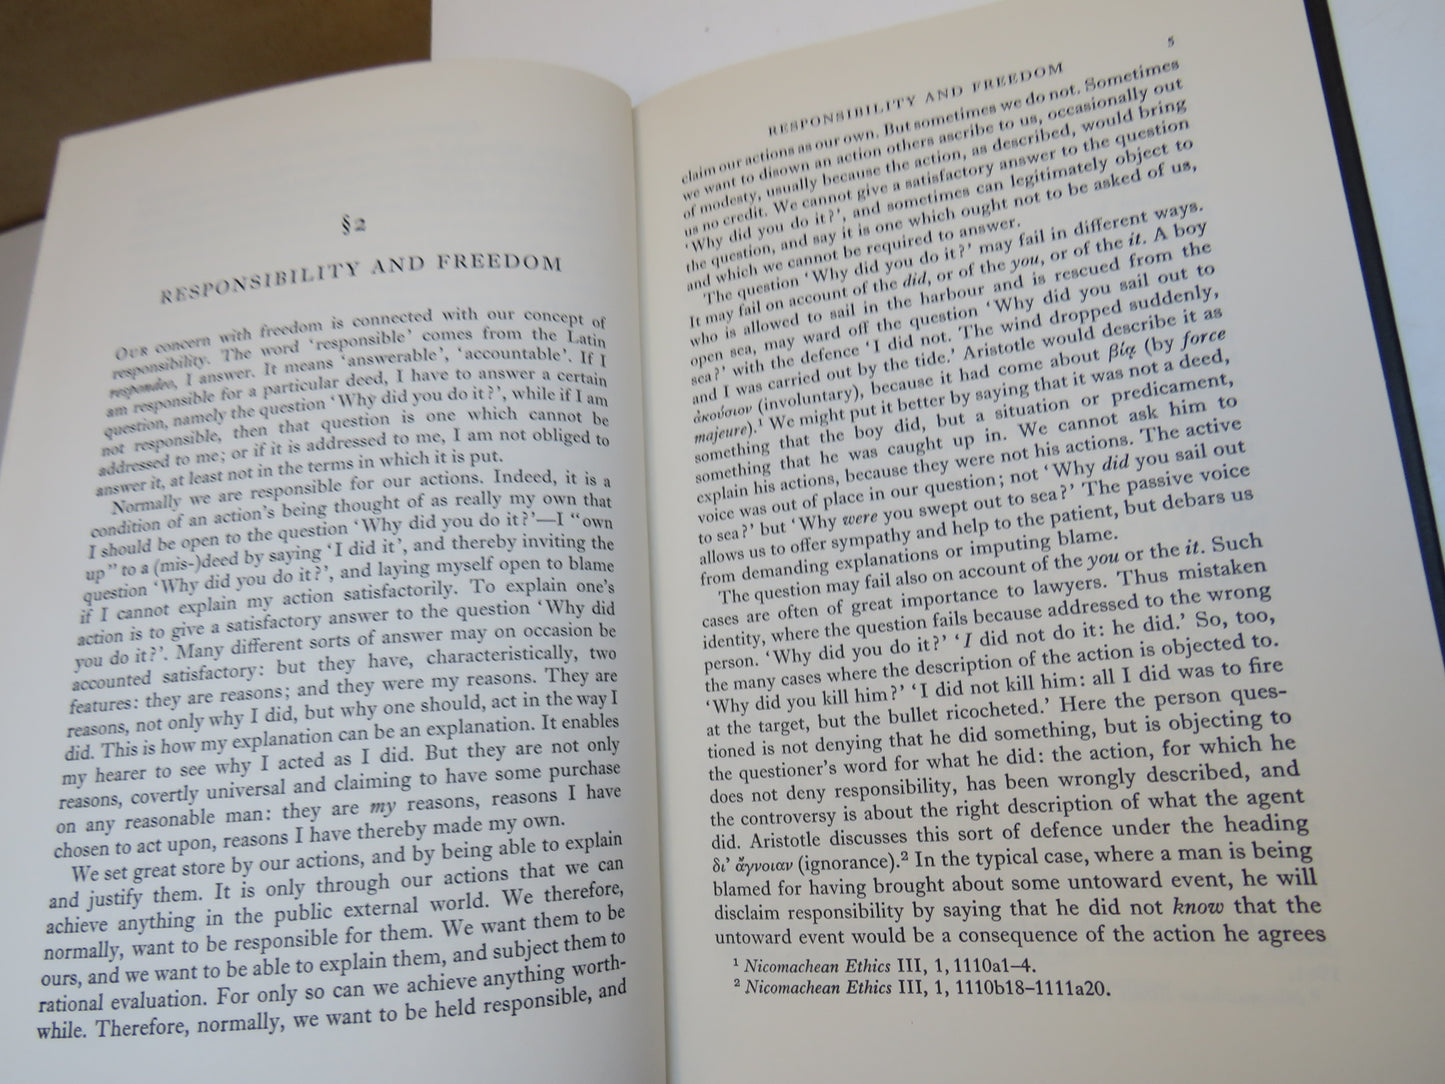 §2
RESPONSIBILITY AND FREEDOM
OUR concern with freedom is connected with our concept of
responsibility. The word ‘responsible’ comes from the Latin
respondeo, I answer. It means ‘answerable’, ‘accountable’. If I
am responsible for a particular deed, I have to answer a certain
question, namely the question ‘Why did you do it?’, while if I am
not responsible, then that question is one which cannot be
addressed to me; or if it is addressed to me, I am not obliged to
answer it, at least not in the terms in which it is put.
Normally we are responsible for our actions. Indeed, it is a
condition of an action’s being thought of as really my own that
I should be open to the question ‘Why did you do it?’—I “own
up” to a (mis-)deed by saying ‘I did it’, and thereby inviting the
question ‘Why did you do it?’, and laying myself open to blame
if I cannot explain my action satisfactorily. To explain one’s
action is to give a satisfactory answer to the question ‘Why did
you do it?’. Many different sorts of answer may on occasion be
accounted satisfactory: but they have, characteristically, two
features: they are reasons; and they were my reasons. They are
reasons, not only why I did, but why one should, act in the way I
did. This is how my explanation can be an explanation. It enables
my hearer to see why I acted as I did. But they are not only
reasons, covertly universal and claiming to have some purchase
on any reasonable man: they are my reasons, reasons I have
chosen to act upon, reasons I have thereby made my own.
We set great store by our actions, and by being able to explain
and justify them. It is only through our actions that we can
achieve anything in the public external world. We therefore,
normally, want to be responsible for them. We want them to be
ours, and we want to be able to explain them, and subject them to
rational evaluation. For only so can we achieve anything worth-
while. Therefore, normally, we want to be held responsible, and
RESPONSIBILITY AND FREEDOM 5
claim our actions as our own. But sometimes we do not. Sometimes
we want to disown an action others ascribe to us, occasionally out
of modesty, usually because the action, as described, would bring
us no credit. We cannot give a satisfactory answer to the question
‘Why did you do it?’, and sometimes can legitimately object to
the question, and say it is one which ought not to be asked of us,
and which we cannot be required to answer.
The question ‘Why did you do it?’ may fail in different ways.
It may fail on account of the did, or of the you, or of the it. A boy
who is allowed to sail in the harbour and is rescued from the
open sea, may ward off the question ‘Why did you sail out to
sea?’ with the defence ‘I did not. The wind dropped suddenly,
and I was carried out by the tide.’ Aristotle would describe it as
ἀκούσιον (involuntary), because it had come about βίᾳ (by force
majeure).¹ We might put it better by saying that it was not a deed,
something that the boy did, but a situation or predicament,
something that he was caught up in. We cannot ask him to
explain his actions, because they were not his actions. The active
voice was out of place in our question; not ‘Why did you sail out
to sea?’ but ‘Why were you swept out to sea?’ The passive voice
allows us to offer sympathy and help to the patient, but debars us
from demanding explanations or imputing blame.
The question may fail also on account of the you or the it. Such
cases are often of great importance to lawyers. Thus mistaken
identity, where the question fails because addressed to the wrong
person. ‘Why did you do it?’ ‘I did not do it: he did.’ So, too,
the many cases where the description of the action is objected to.
‘Why did you kill him?’ ‘I did not kill him: all I did was to fire
at the target, but the bullet ricocheted.’ Here the person ques-
tioned is not denying that he did something, but is objecting to
the questioner’s word for what he did: the action, for which he
does not deny responsibility, has been wrongly described, and
the controversy is about the right description of what the agent
did. Aristotle discusses this sort of defence under the heading
δι’ ἄγνοιαν (ignorance).² In the typical case, where a man is being
blamed for having brought about some untoward event, he will
disclaim responsibility by saying that he did not know that the
untoward event would be a consequence of the action he agrees
¹ Nicomachean Ethics III, 1, 1110a1–4.
² Nicomachean Ethics III, 1, 1110b18–1111a20.